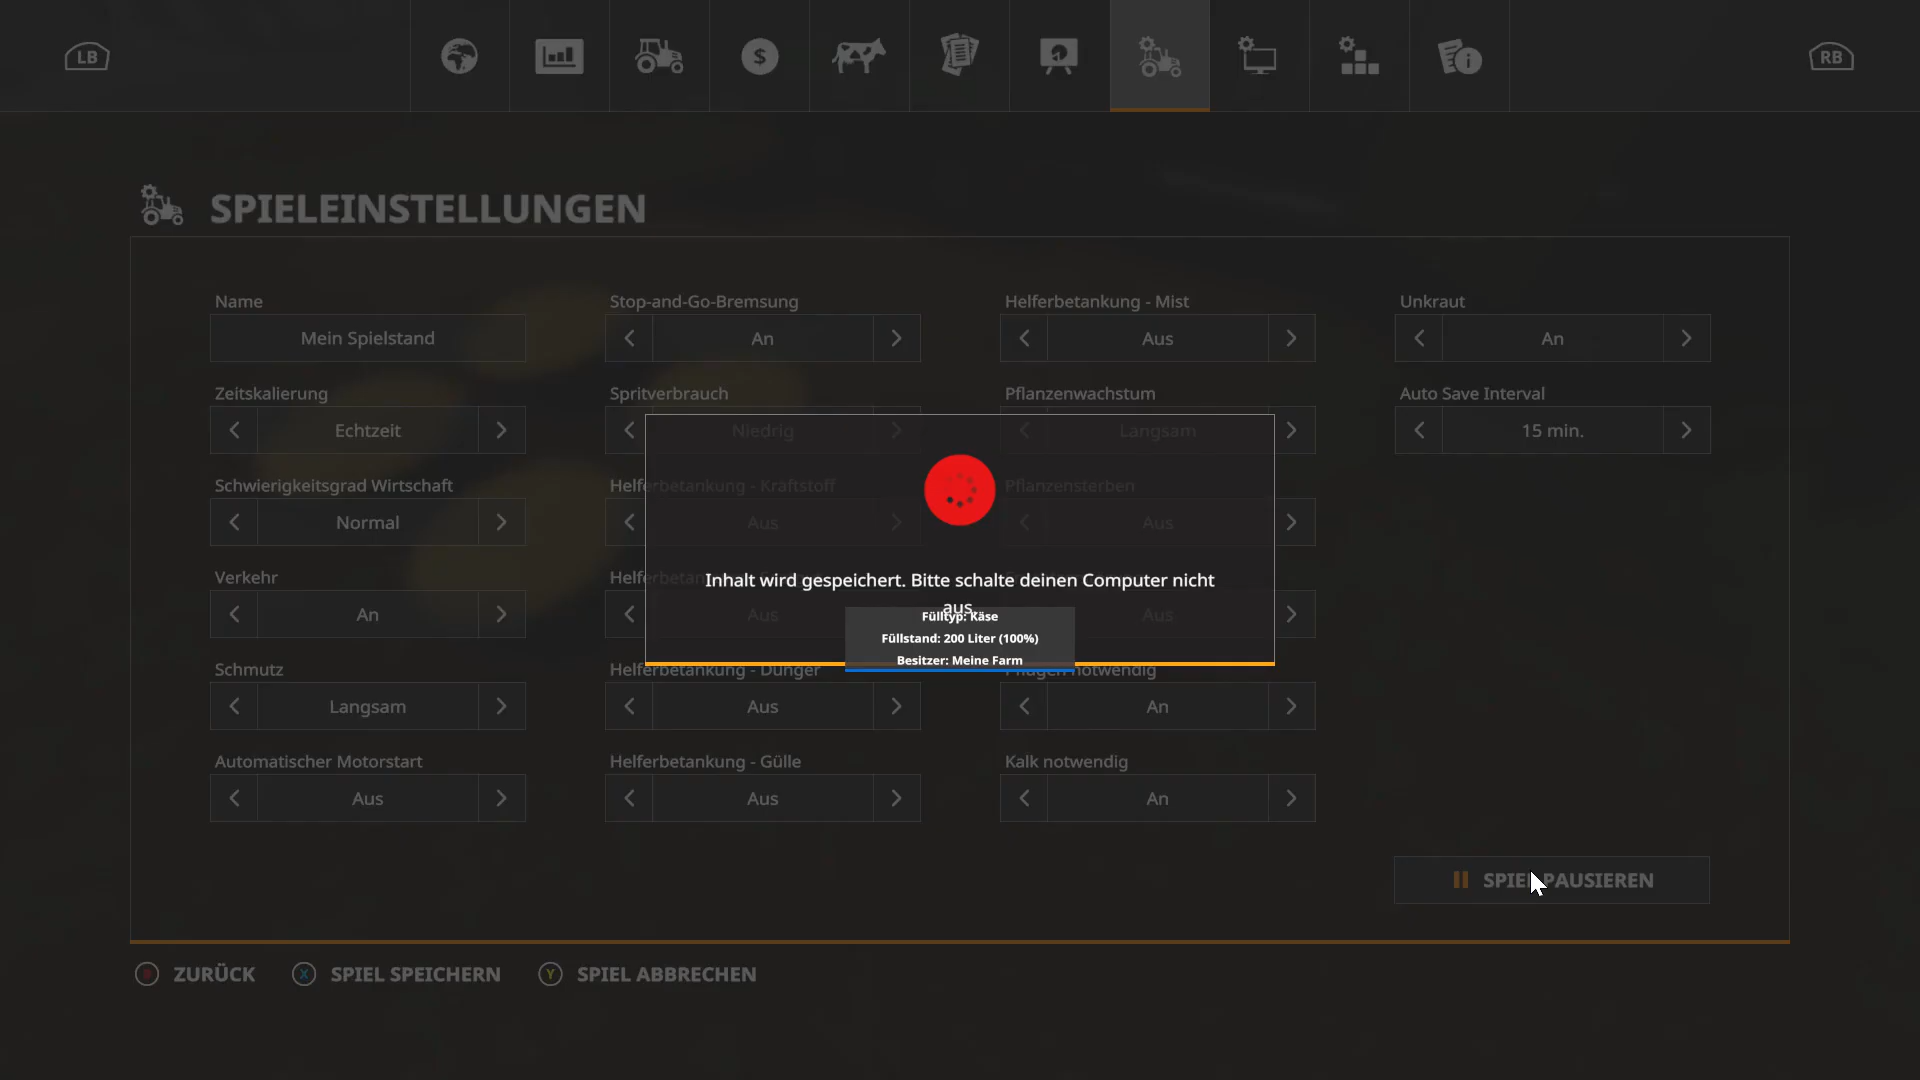 LB
$
RB
SPIELEINSTELLUNGEN
Name
Mein Spielstand
Stop-and-Go-Bremsung
An
Helferbetankung - Mist
Aus
Unkraut
An
Zeitskalierung
Echtzeit
Spritverbrauch
Niedrig
Pflanzenwachstum
Langsam
Auto Save Interval
15 min.
Schwierigkeitsgrad Wirtschaft
Normal
Helferbetankung - Kraftstoff
Aus
Pflanzensterben
Aus
Inhalt wird gespeichert. Bitte schalte deinen Computer nicht
aus.
Fülltyp: Käse
Füllstand: 200 Liter (100%)
Besitzer: Meine Farm
Verkehr
An
Aus
Aus
Schmutz
Langsam
Helferbetankung - Dünger
Aus
Pflügen notwendig
An
Automatischer Motorstart
Aus
Helferbetankung - Gülle
Aus
Kalk notwendig
An
SPIEL PAUSIEREN
ZURÜCK
X SPIEL SPEICHERN
Y SPIEL ABBRECHEN